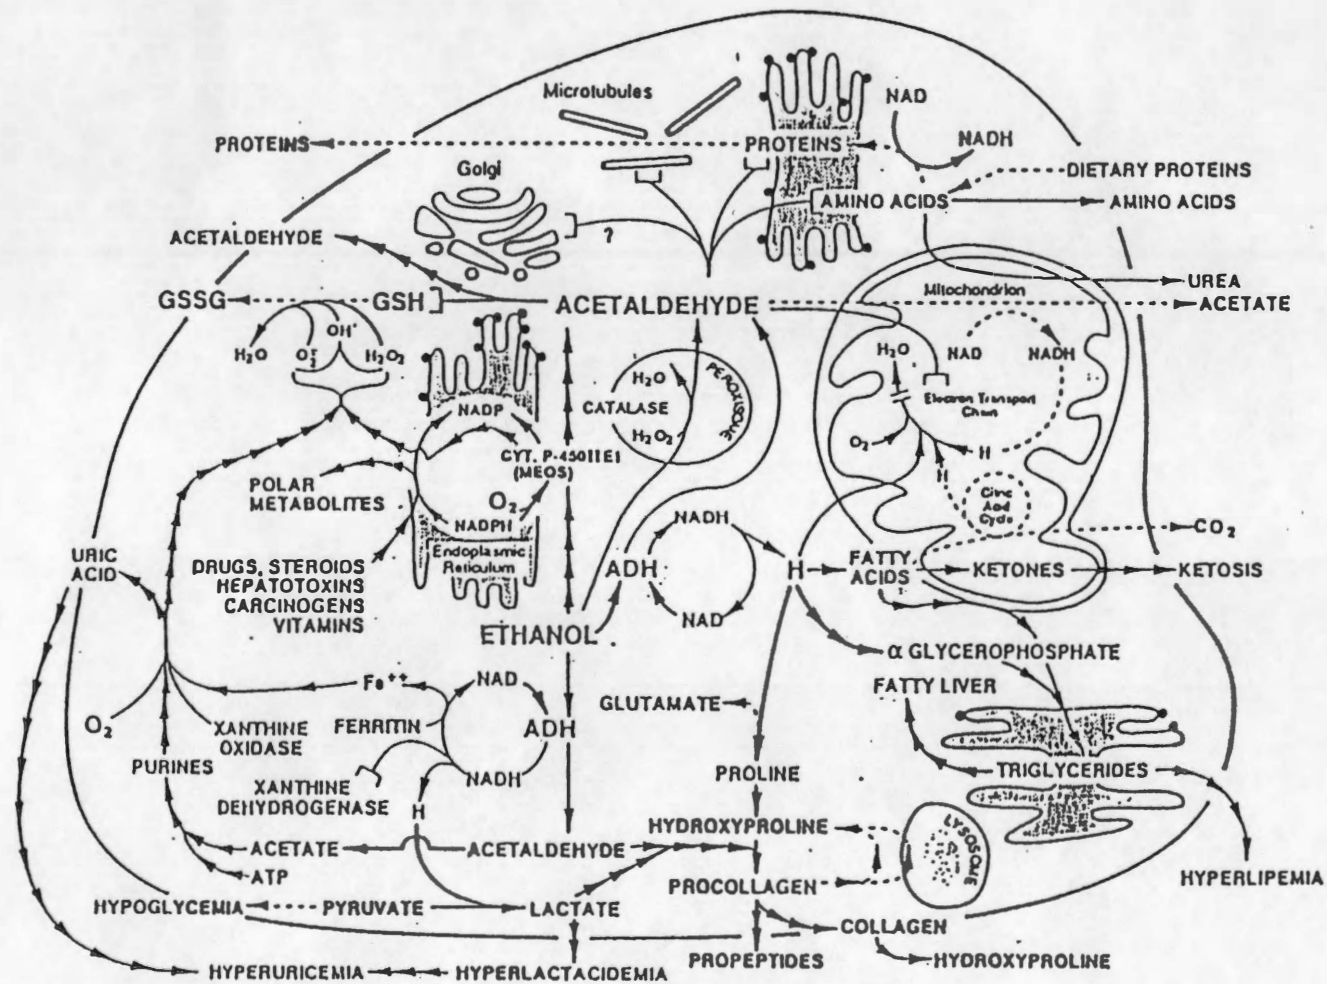 Microtubules
NAD
PROTEINS
PROTEINS
NADH
Golgi
DIETARY PROTEINS
AMINO ACIDS
AMINO ACIDS
ACETALDEHYDE
?
UREA
Mitochondrion
GSSG
GSH
ACETALDEHYDE
ACETATE
OH·
H₂O
O₂⁻
H₂O₂
H₂O
NAD
NADH
H₂O
PEROXISOME
CATALASE
NADP
Electron Transport
Chain
H₂O₂
O₂
H
CYT. P-450IIE1
(MEOS)
H
POLAR
METABOLITES
O₂
Citric
Acid
Cycle
NADPH
NADH
CO₂
URIC
ACID
Endoplasmic
Reticulum
DRUGS, STEROIDS
HEPATOTOXINS
CARCINOGENS
VITAMINS
ADH
H
FATTY
ACIDS
KETONES
KETOSIS
NAD
ETHANOL
α GLYCEROPHOSPHATE
Fe⁺⁺
NAD
FATTY LIVER
GLUTAMATE
O₂
XANTHINE
OXIDASE
FERRITIN
ADH
PURINES
NADH
PROLINE
TRIGLYCERIDES
XANTHINE
DEHYDROGENASE
H
HYDROXYPROLINE
LYSOSOME
ACETATE
ACETALDEHYDE
ATP
PROCOLLAGEN
HYPERLIPEMIA
HYPOGLYCEMIA
PYRUVATE
LACTATE
COLLAGEN
HYPERURICEMIA
HYPERLACTACIDEMIA
PROPEPTIDES
HYDROXYPROLINE